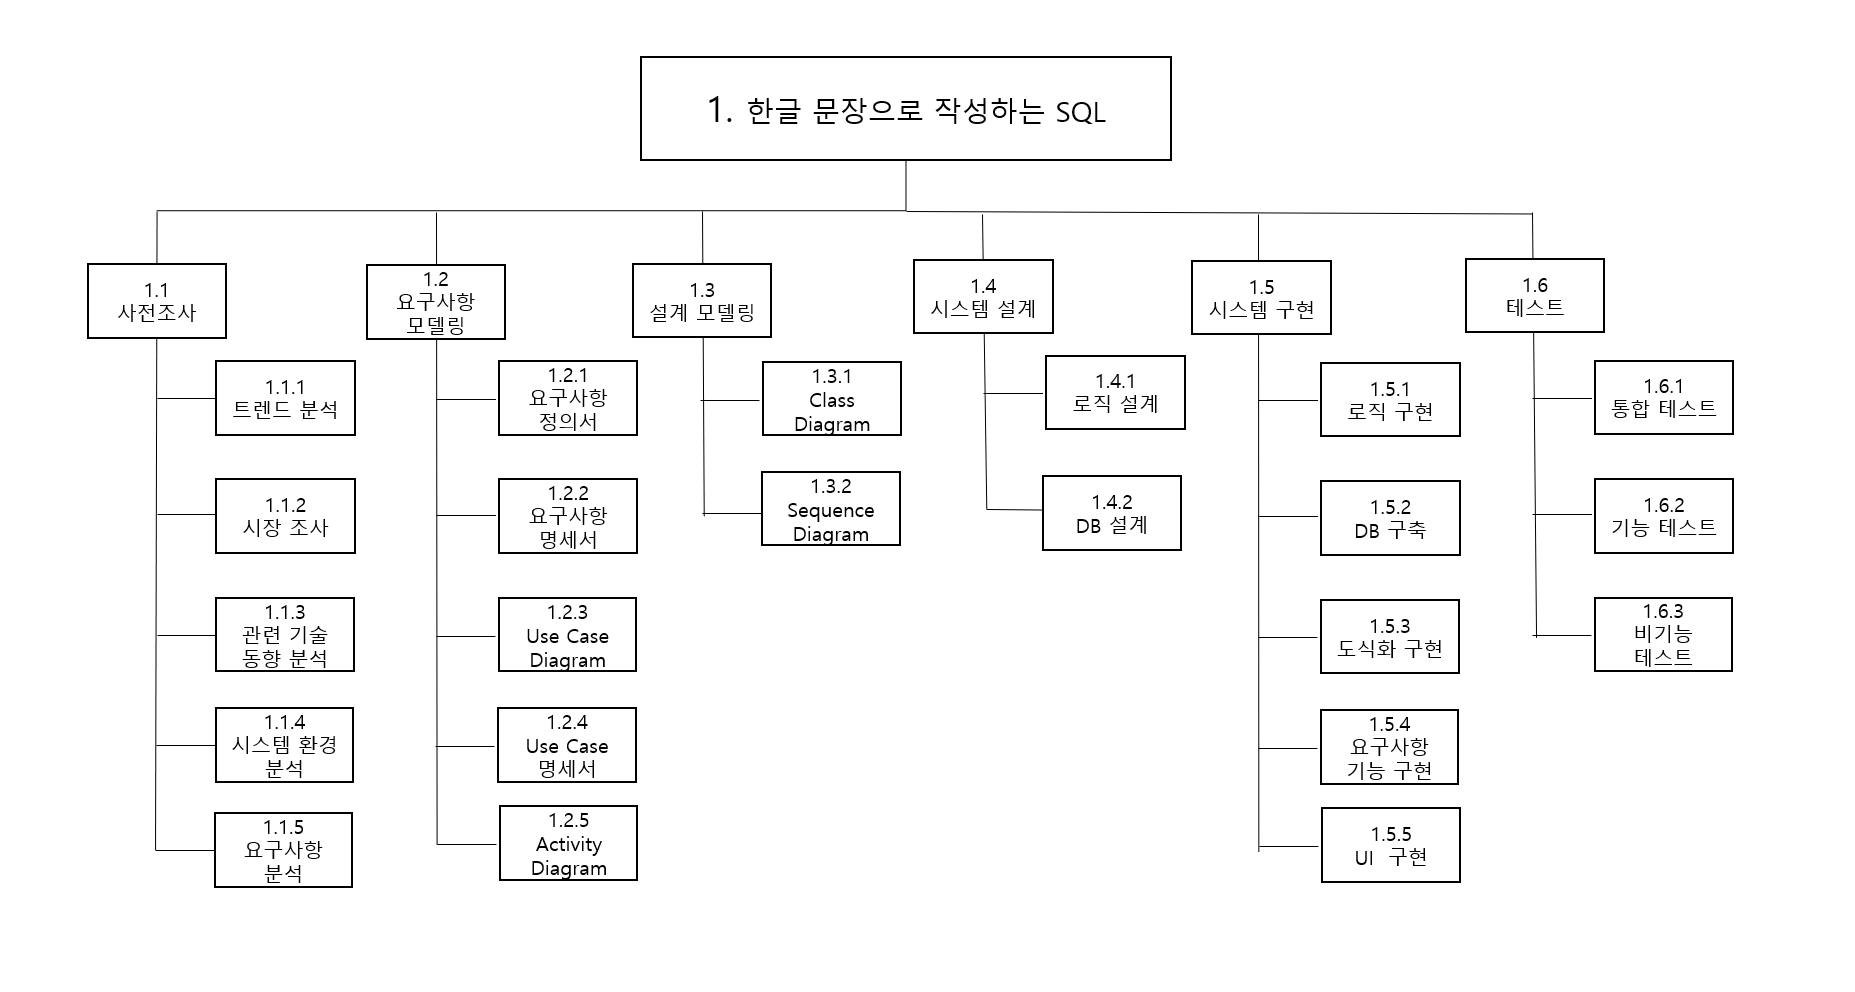 1. 한글 문장으로 작성하는 SQL
1.1
사전조사
1.1.1
트렌드 분석
1.1.2
시장 조사
1.1.3
관련 기술
동향 분석
1.1.4
시스템 환경
분석
1.1.5
요구사항
분석
1.2
요구사항
모델링
1.2.1
요구사항
정의서
1.2.2
요구사항
명세서
1.2.3
Use Case
Diagram
1.2.4
Use Case
명세서
1.2.5
Activity
Diagram
1.3
설계 모델링
1.3.1
Class
Diagram
1.3.2
Sequence
Diagram
1.4
시스템 설계
1.4.1
로직 설계
1.4.2
DB 설계
1.5
시스템 구현
1.5.1
로직 구현
1.5.2
DB 구축
1.5.3
도식화 구현
1.5.4
요구사항
기능 구현
1.5.5
UI 구현
1.6
테스트
1.6.1
통합 테스트
1.6.2
기능 테스트
1.6.3
비기능
테스트